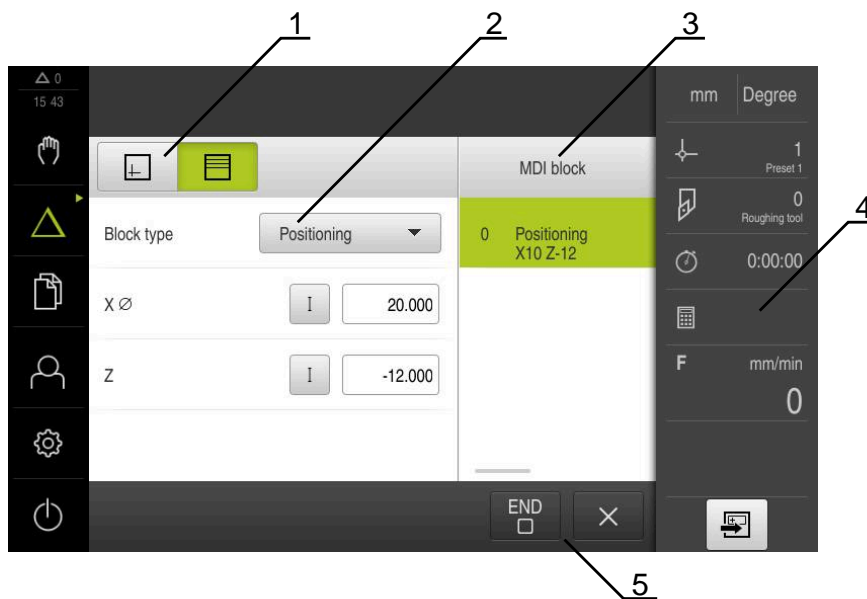 1
2
3
0
15 43
mm Degree
1
Preset 1
MDI block
0
Roughing tool
4
Block type
Positioning
0 Positioning
X10 Z-12
0:00:00
X Ø
I
20.000
Z
I
-12.000
F mm/min
0
END
5